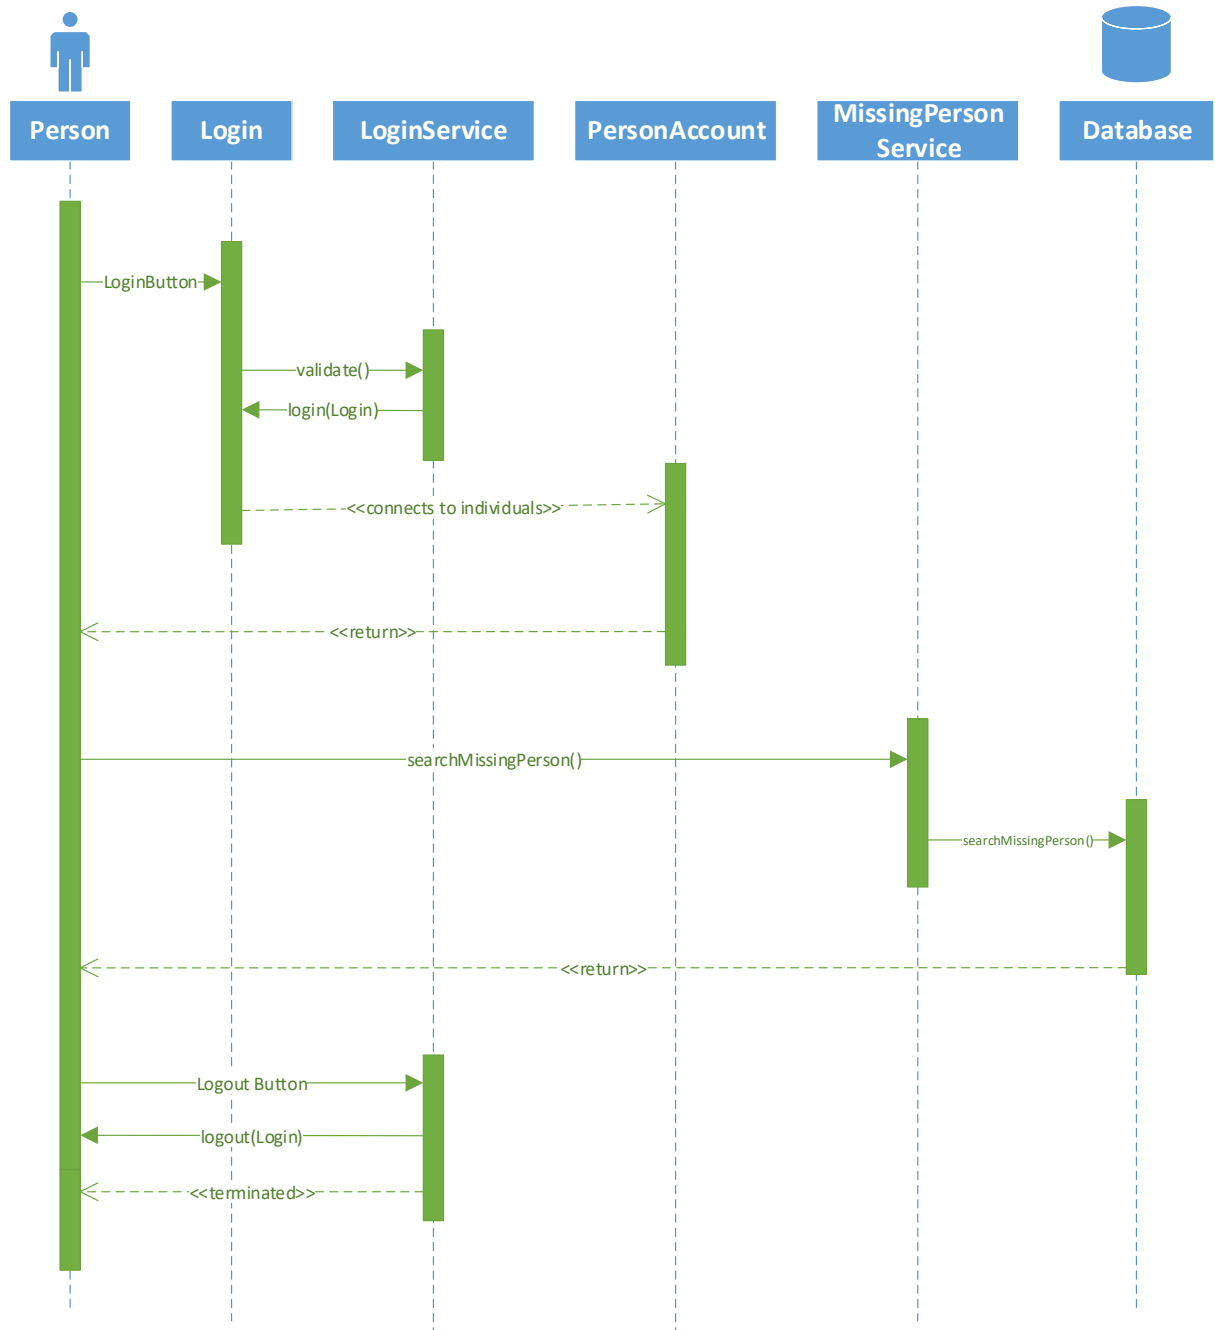 Person
Login
LoginService
PersonAccount
MissingPerson
Service
Database
LoginButton
validate()
login(Login)
<<connects to individuals>>
<<return>>
searchMissingPerson()
searchMissingPerson()
<<return>>
Logout Button
logout(Login)
<<terminated>>